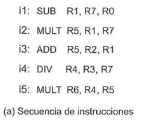 i1: SUB R1, R7, R0
i2: MULT R5, R1, R7
i3: ADD R5, R2, R1
i4: DIV R4, R3, R7
i5: MULT R6, R4, R5
(a) Secuencia de instrucciones